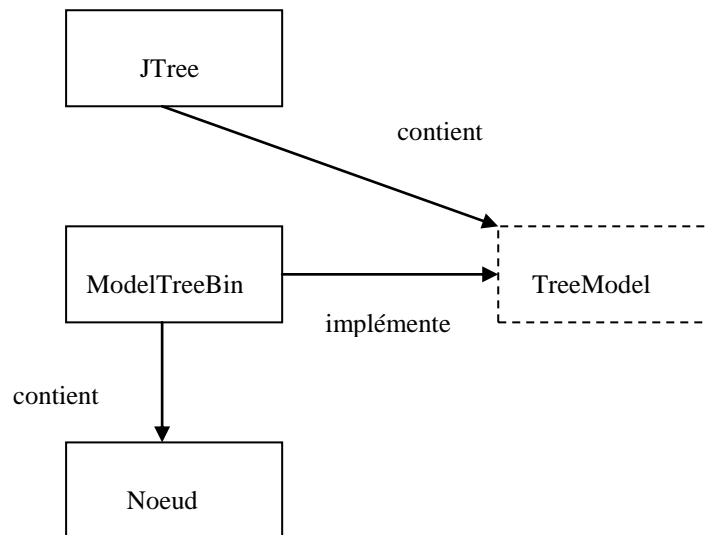 JTree
contient
ModelTreeBin
TreeModel
implémente
contient
Noeud